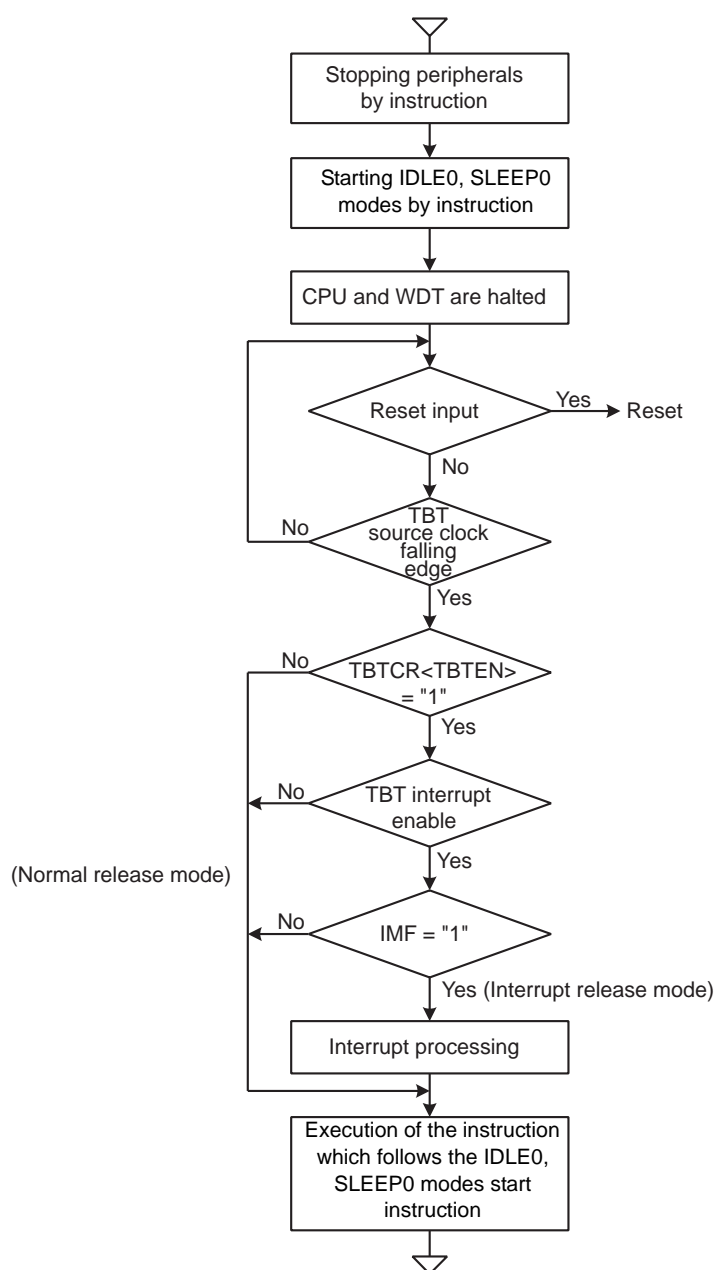 Stopping peripherals
by instruction
Starting IDLE0, SLEEP0
modes by instruction
CPU and WDT are halted
Reset input
Yes
Reset
No
TBT
source clock
falling
edge
No
Yes
TBTCR<TBTEN>
= "1"
No
Yes
TBT interrupt
enable
No
Yes
(Normal release mode)
IMF = "1"
No
Yes (Interrupt release mode)
Interrupt processing
Execution of the instruction
which follows the IDLE0,
SLEEP0 modes start
instruction